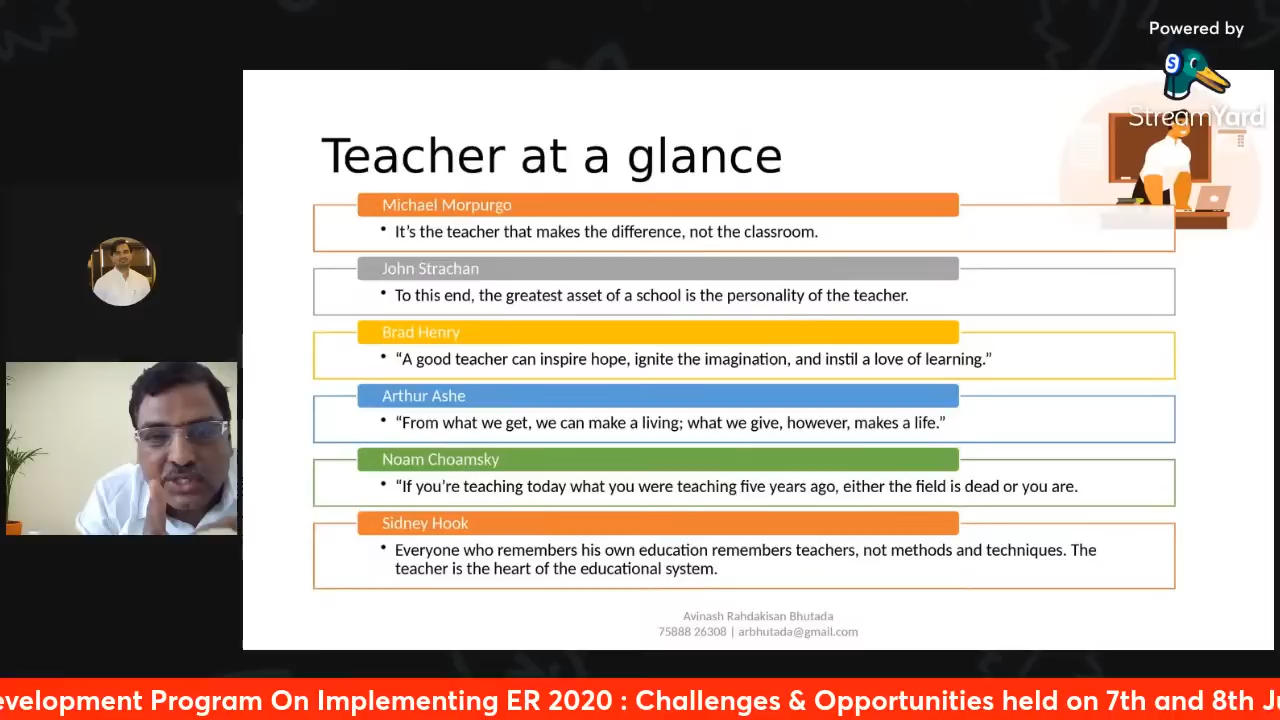 Powered by
StreamYard
Teacher at a glance
Michael Morpurgo
• It’s the teacher that makes the difference, not the classroom.
John Strachan
• To this end, the greatest asset of a school is the personality of the teacher.
Brad Henry
• “A good teacher can inspire hope, ignite the imagination, and instil a love of learning.”
Arthur Ashe
• “From what we get, we can make a living; what we give, however, makes a life.”
Noam Choamsky
• “If you’re teaching today what you were teaching five years ago, either the field is dead or you are.
Sidney Hook
• Everyone who remembers his own education remembers teachers, not methods and techniques. The
teacher is the heart of the educational system.
Avinash Rahdakisan Bhutada
75888 26308 | arbhutada@gmail.com
evelopment Program On Implementing ER 2020 : Challenges & Opportunities held on 7th and 8th Ju